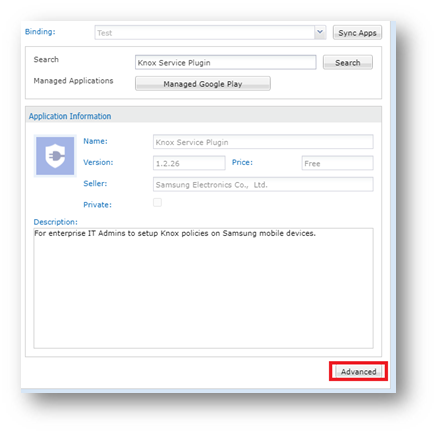 Binding: Test Sync Apps
Search Knox Service Plugin Search
Managed Applications Managed Google Play
Application Information
Name: Knox Service Plugin
Version: 1.2.26 Price: Free
Seller: Samsung Electronics Co., Ltd.
Private:
Description:
For enterprise IT Admins to setup Knox policies on Samsung mobile devices.
Advanced